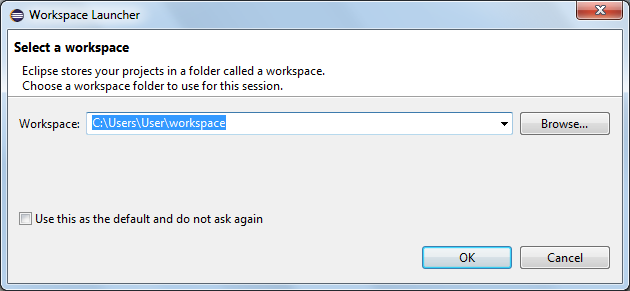 Workspace Launcher
Select a workspace
Eclipse stores your projects in a folder called a workspace.
Choose a workspace folder to use for this session.
Workspace: C:\Users\User\workspace Browse...
Use this as the default and do not ask again
OK Cancel